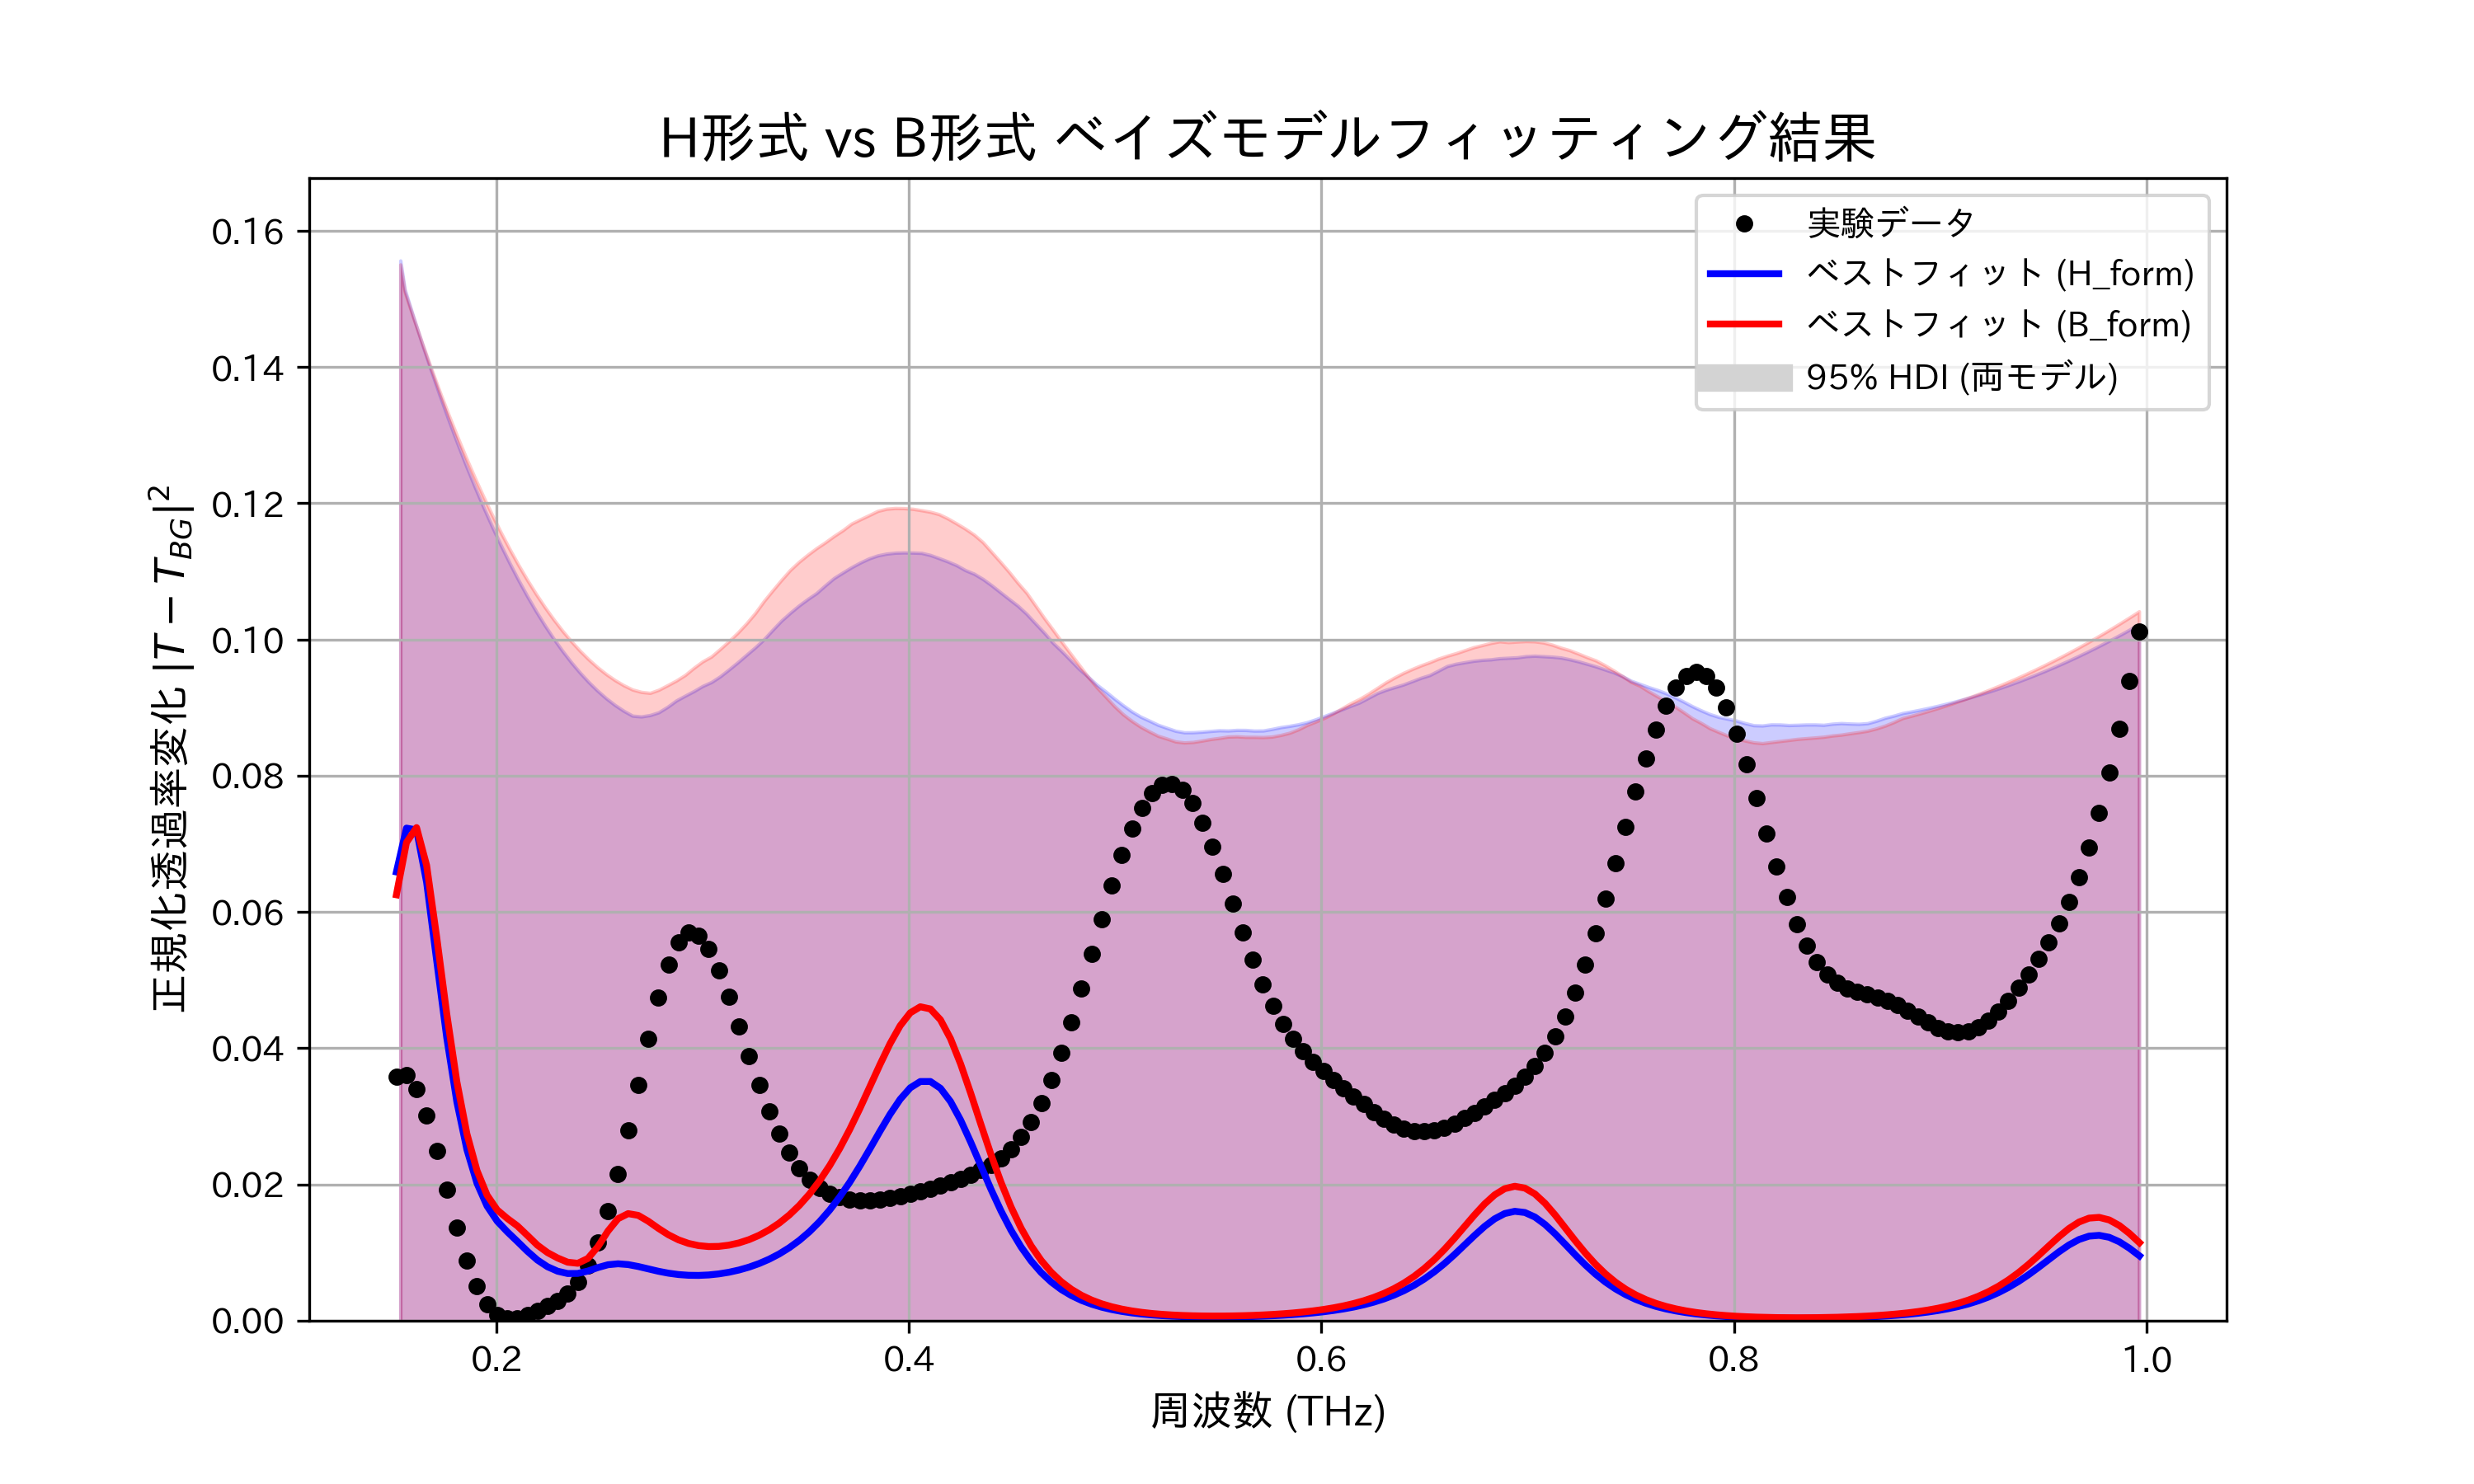 H形式 vs B形式 ベイズモデルフィッティング結果
実験データ
ベストフィット (H_form)
ベストフィット (B_form)
95% HDI (両モデル)
正規化透過率変化 |T − T_BG|²
0.16
0.14
0.12
0.10
0.08
0.06
0.04
0.02
0.00
0.2
0.4
0.6
0.8
1.0
周波数 (THz)